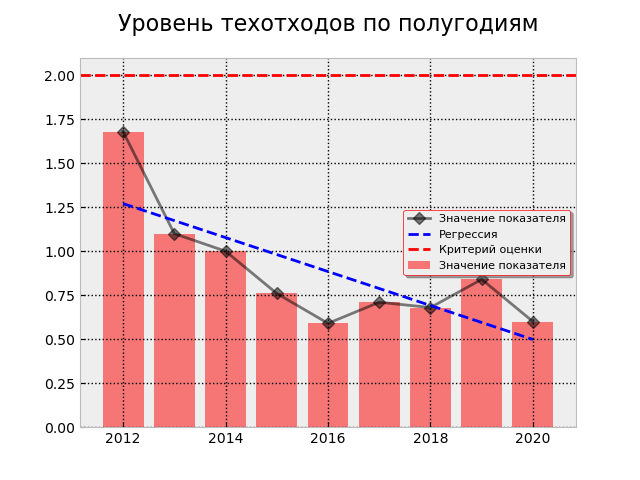 Уровень техотходов по полугодиям
2.00
1.75
1.50
1.25
1.00
0.75
0.50
0.25
0.00
Значение показателя
Регрессия
Критерий оценки
Значение показателя
2012 2014 2016 2018 2020